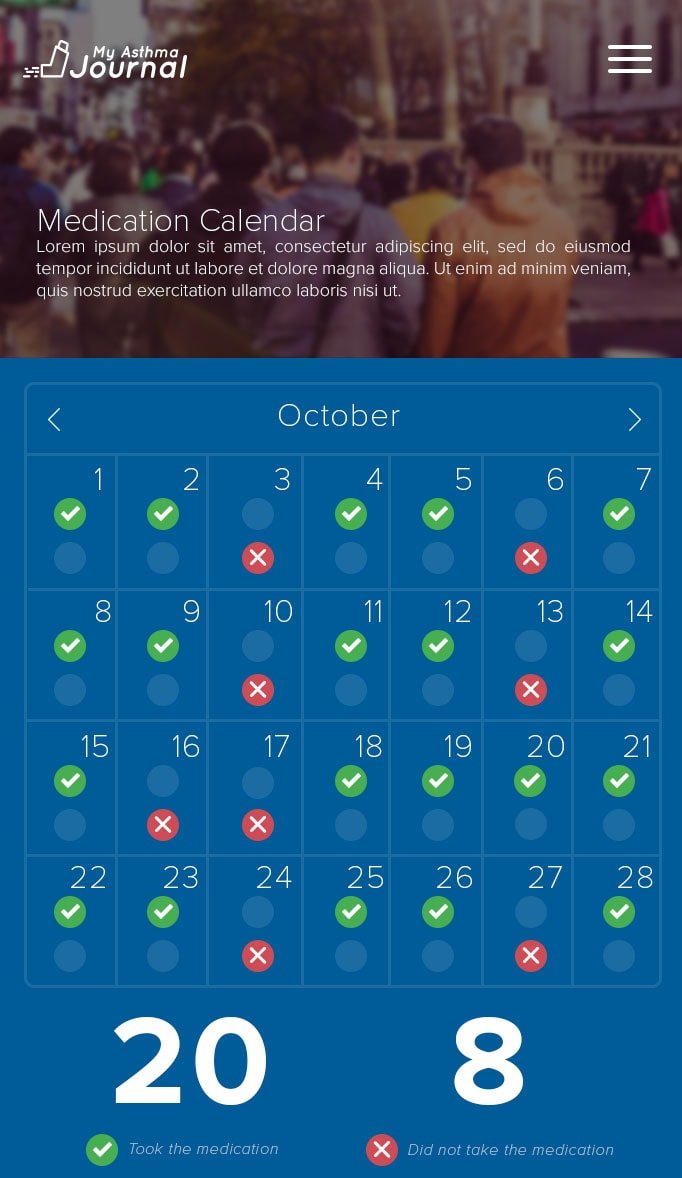 My Asthma
Journal
Medication Calendar
Lorem ipsum dolor sit amet, consectetur adipiscing elit, sed do eiusmod
tempor incididunt ut labore et dolore magna aliqua. Ut enim ad minim veniam,
quis nostrud exercitation ullamco laboris nisi ut.
October
1 2 3 4 5 6 7
8 9 10 11 12 13 14
15 16 17 18 19 20 21
22 23 24 25 26 27 28
20 8
Took the medication Did not take the medication